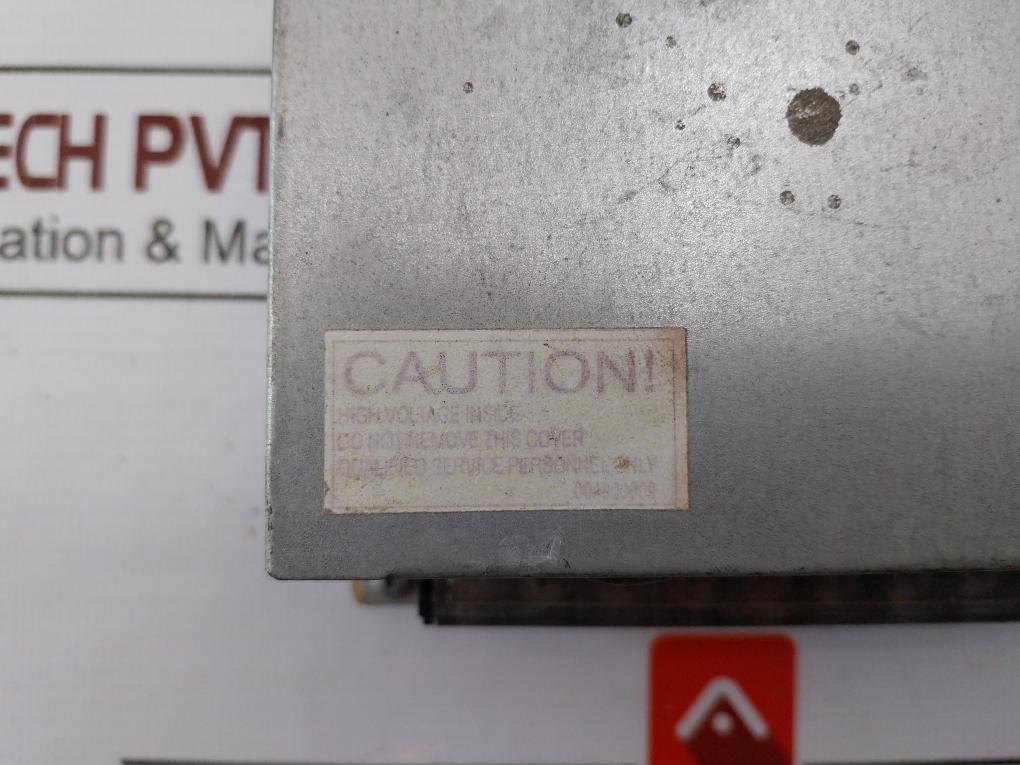 ECH PVT
ation & Ma
CAUTION!
HIGH VOLTAGE INSIDE
DO NOT REMOVE THIS COVER
QUALIFIED SERVICE PERSONNEL ONLY